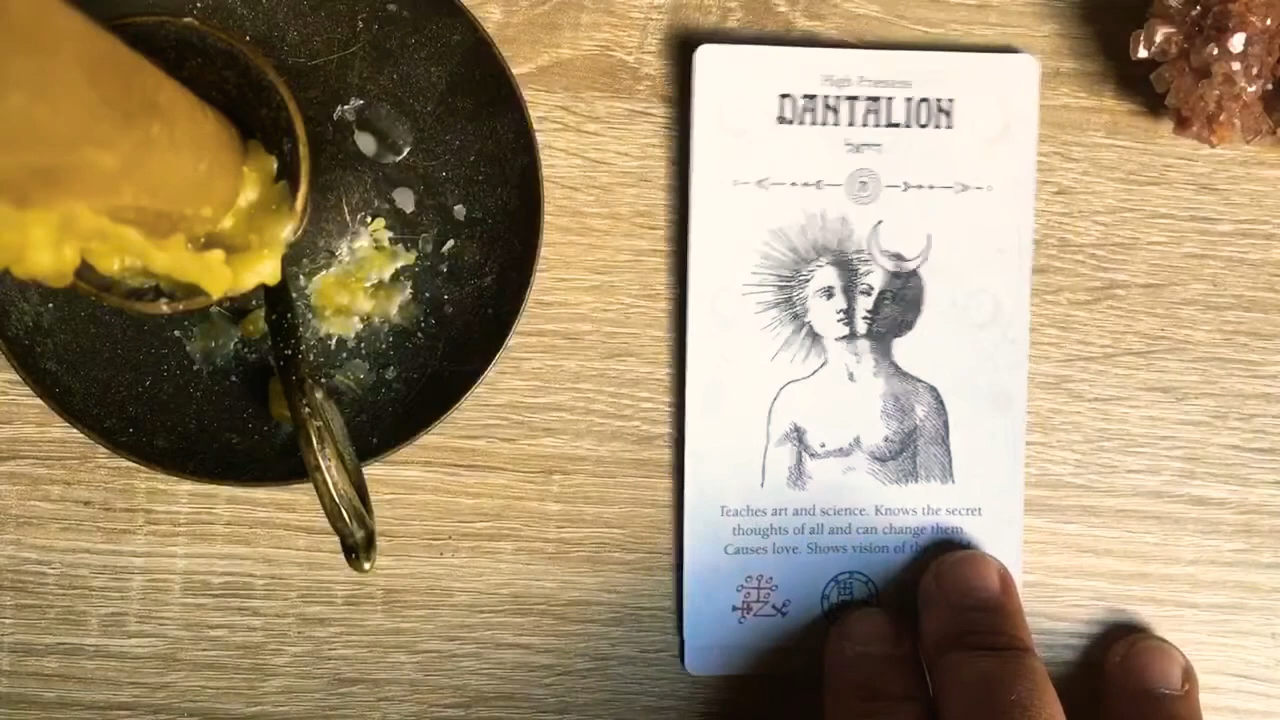 High Priestess
DANTALION
Teaches art and science. Knows the secret
thoughts of all and can change them.
Causes love. Shows vision of the